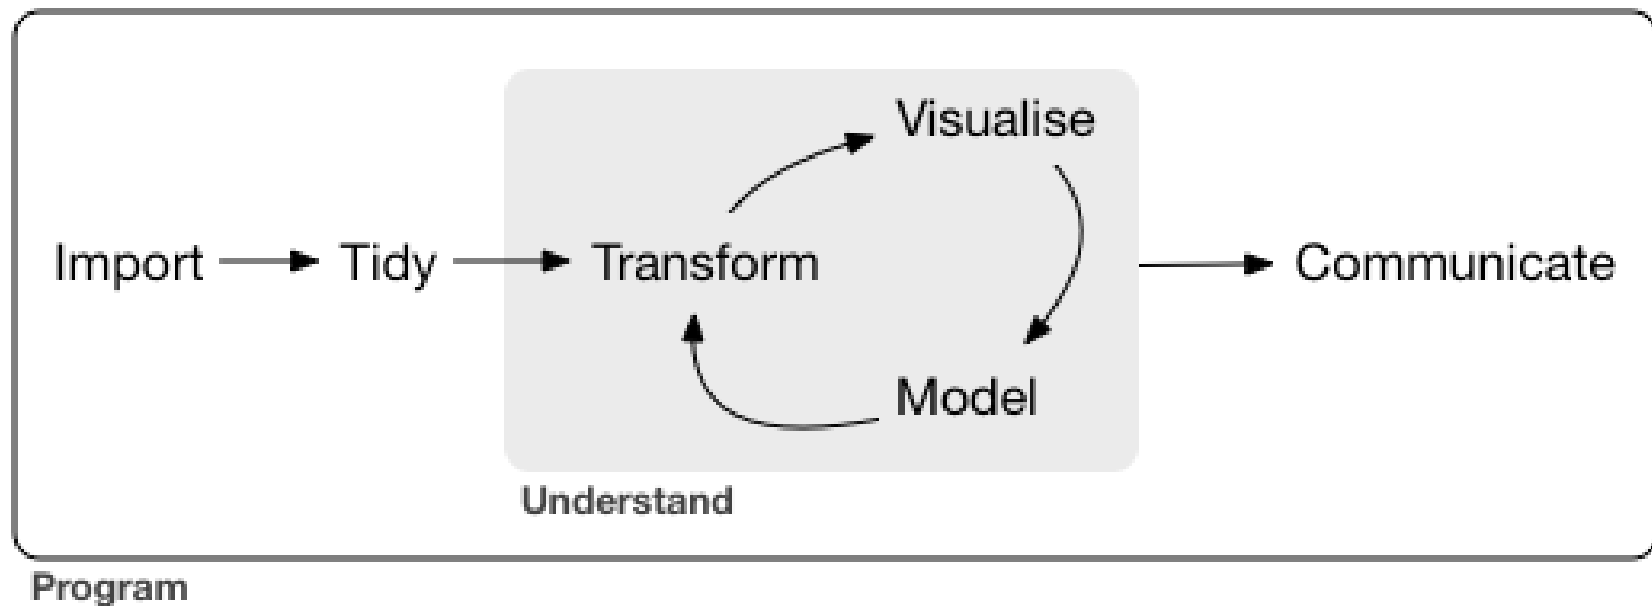 Visualise
Import Tidy Transform Communicate
Model
Understand
Program